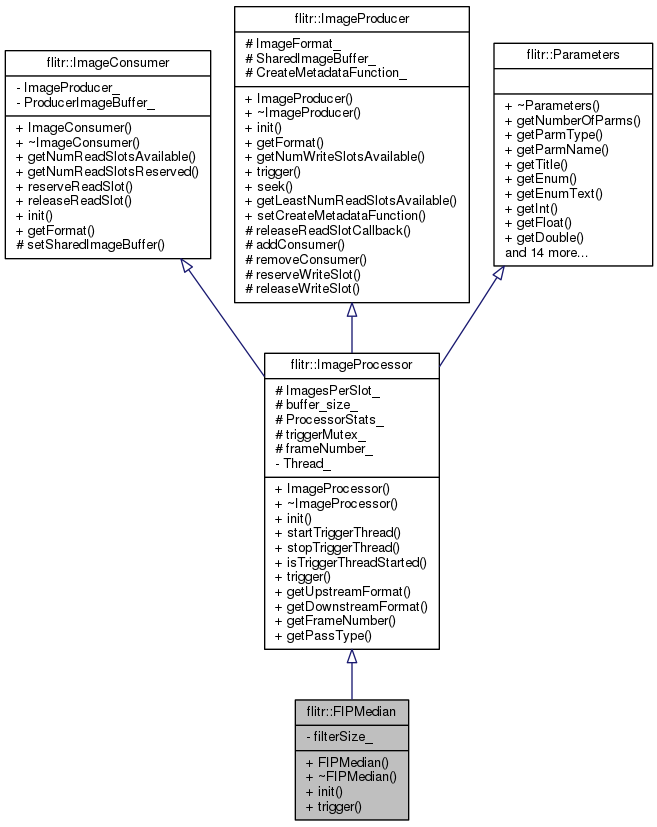 flitr::ImageConsumer
- ImageProducer_
- ProducerImageBuffer_
+ ImageConsumer()
+ ~ImageConsumer()
+ getNumReadSlotsAvailable()
+ getNumReadSlotsReserved()
+ reserveReadSlot()
+ releaseReadSlot()
+ init()
+ getFormat()
# setSharedImageBuffer()
flitr::ImageProducer
# ImageFormat_
# SharedImageBuffer_
# CreateMetadataFunction_
+ ImageProducer()
+ ~ImageProducer()
+ init()
+ getFormat()
+ getNumWriteSlotsAvailable()
+ trigger()
+ seek()
+ getLeastNumReadSlotsAvailable()
+ setCreateMetadataFunction()
# releaseReadSlotCallback()
# addConsumer()
# removeConsumer()
# reserveWriteSlot()
# releaseWriteSlot()
flitr::Parameters
+ ~Parameters()
+ getNumberOfParms()
+ getParmType()
+ getParmName()
+ getTitle()
+ getEnum()
+ getEnumText()
+ getInt()
+ getFloat()
+ getDouble()
and 14 more...
flitr::ImageProcessor
# ImagesPerSlot_
# buffer_size_
# ProcessorStats_
# triggerMutex_
# frameNumber_
- Thread_
+ ImageProcessor()
+ ~ImageProcessor()
+ init()
+ startTriggerThread()
+ stopTriggerThread()
+ isTriggerThreadStarted()
+ trigger()
+ getUpstreamFormat()
+ getDownstreamFormat()
+ getFrameNumber()
+ getPassType()
flitr::FIPMedian
- filterSize_
+ FIPMedian()
+ ~FIPMedian()
+ init()
+ trigger()